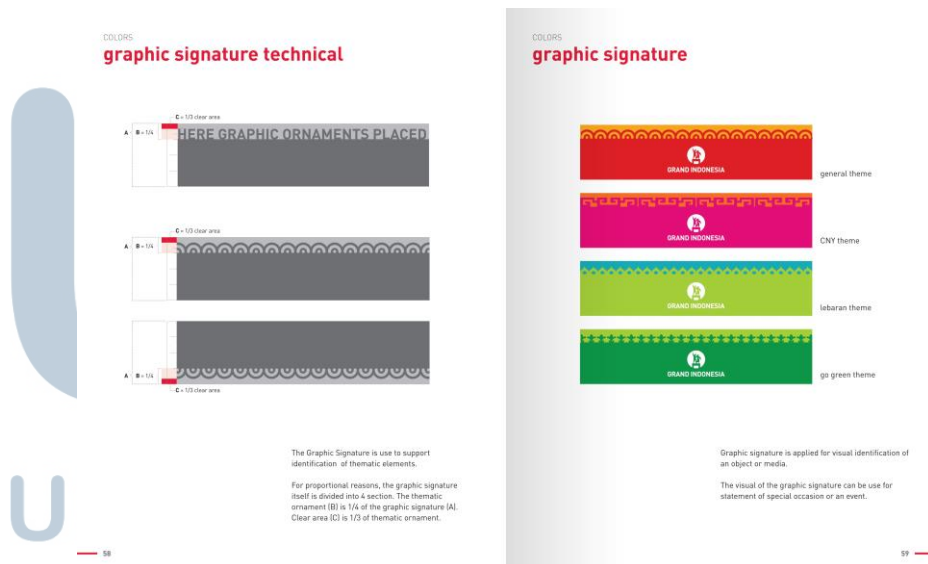 COLORS
graphic signature technical
C = 1/3 clear area
A
B = 1/4
HERE GRAPHIC ORNAMENTS PLACED
C = 1/3 clear area
A
B = 1/4
A
B = 1/4
C = 1/3 clear area
The Graphic Signature is use to support
identification of thematic elements.
For proportional reasons, the graphic signature
itself is divided into 4 section. The thematic
ornament (B) is 1/4 of the graphic signature (A).
Clear area (C) is 1/3 of thematic ornament.
58
u
COLORS
graphic signature
GRAND INDONESIA
general theme
GRAND INDONESIA
CNY theme
GRAND INDONESIA
lebaran theme
GRAND INDONESIA
go green theme
Graphic signature is applied for visual identification of
an object or media.
The visual of the graphic signature can be use for
statement of special occasion or an event.
59